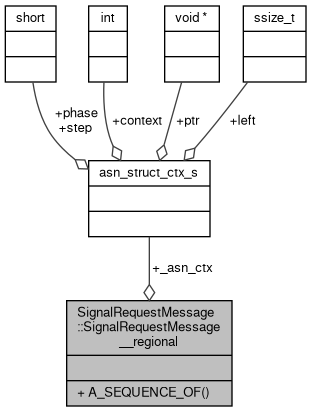 short
int
void *
ssize_t
+phase
+step
+context
+ptr
+left
asn_struct_ctx_s
+_asn_ctx
SignalRequestMessage
::SignalRequestMessage
__regional
+ A_SEQUENCE_OF()